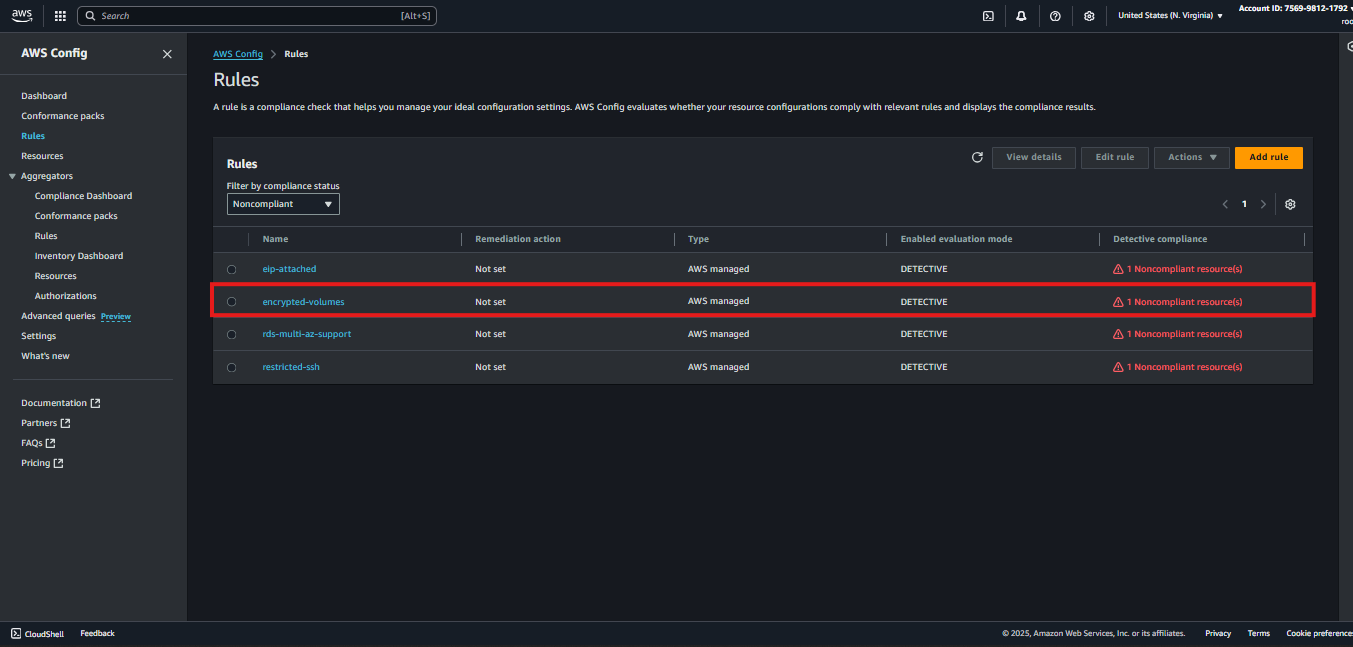 aws
Search [Alt+S]
United States (N. Virginia)
Account ID: 7569-9812-1792
AWS Config
Dashboard
Conformance packs
Rules
Resources
Aggregators
Compliance Dashboard
Conformance packs
Rules
Inventory Dashboard
Resources
Authorizations
Advanced queries Preview
Settings
What's new
Documentation
Partners
FAQs
Pricing
AWS Config > Rules
Rules
A rule is a compliance check that helps you manage your ideal configuration settings. AWS Config evaluates whether your resource configurations comply with relevant rules and displays the compliance results.
Rules
View details Edit rule Actions Add rule
Filter by compliance status
Noncompliant
1
Name Remediation action Type Enabled evaluation mode Detective compliance
eip-attached Not set AWS managed DETECTIVE 1 Noncompliant resource(s)
encrypted-volumes Not set AWS managed DETECTIVE 1 Noncompliant resource(s)
rds-multi-az-support Not set AWS managed DETECTIVE 1 Noncompliant resource(s)
restricted-ssh Not set AWS managed DETECTIVE 1 Noncompliant resource(s)
CloudShell Feedback
© 2025, Amazon Web Services, Inc. or its affiliates. Privacy Terms Cookie preferences